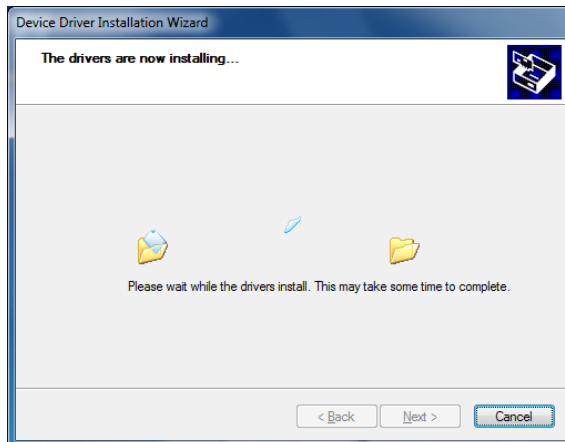 Device Driver Installation Wizard
The drivers are now installing...
Please wait while the drivers install. This may take some time to complete.
< Back Next > Cancel